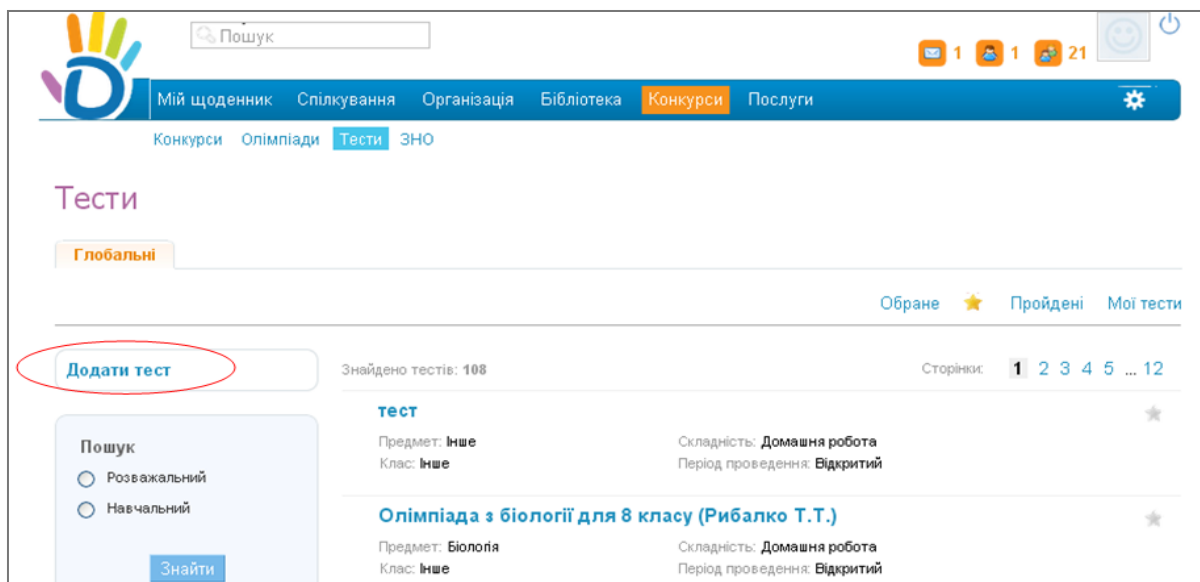 Пошук
1 1 21
Мій щоденник Спілкування Організація Бібліотека Конкурси Послуги
Конкурси Олімпіади Тести ЗНО
Тести
Глобальні
Обране Пройдені Мої тести
Додати тест
Знайдено тестів: 108 Сторінки: 1 2 3 4 5 ... 12
тест
Предмет: Інше Складність: Домашня робота
Клас: Інше Період проведення: Відкритий
Пошук
Розважальний
Навчальний
Знайти
Олімпіада з біології для 8 класу (Рибалко Т.Т.)
Предмет: Біологія Складність: Домашня робота
Клас: Інше Період проведення: Відкритий